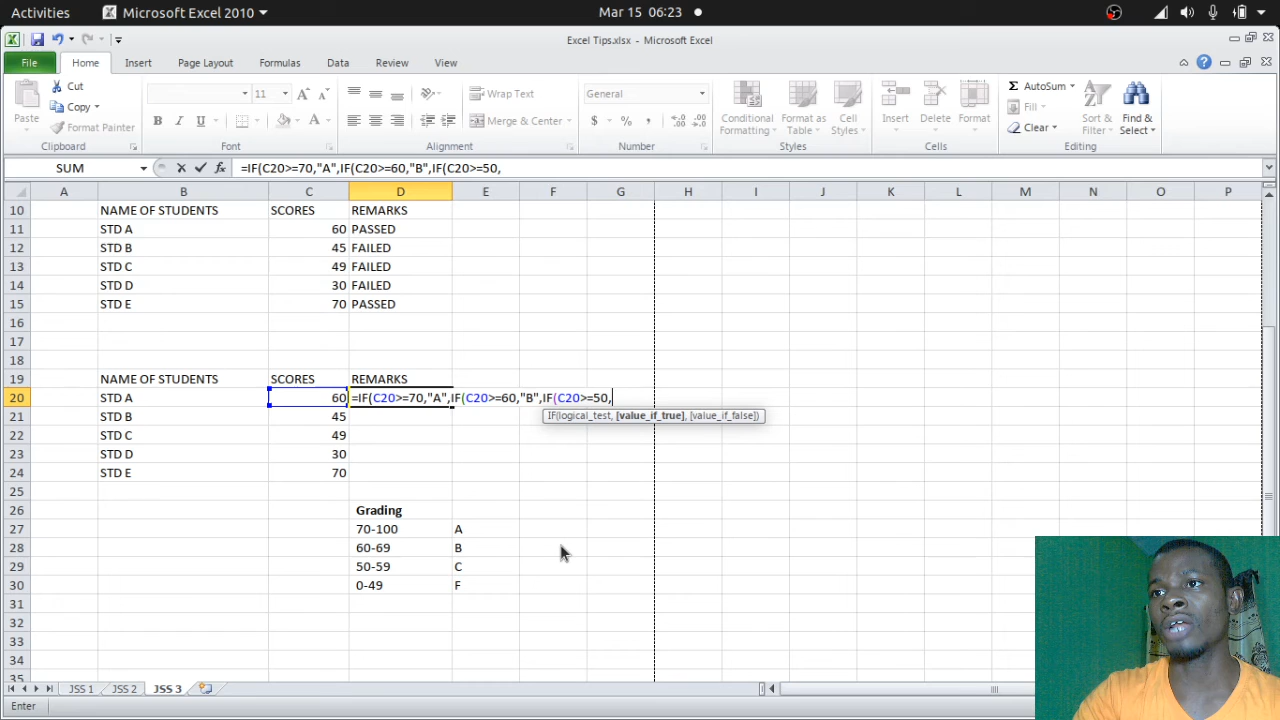 Activities Microsoft Excel 2010 Mar 15 06:23
Excel Tips.xlsx - Microsoft Excel
File Home Insert Page Layout Formulas Data Review View
Paste Cut Copy Format Painter
11
Wrap Text
Merge & Center
General
Conditional Formatting Format as Table Cell Styles
Insert Delete Format
AutoSum Fill Clear
Sort & Filter Find & Select
Clipboard Font Alignment Number Styles Cells Editing
SUM =IF(C20>=70,"A",IF(C20>=60,"B",IF(C20>=50,
A B C D E F G H I J K L M N O P
10 NAME OF STUDENTS SCORES REMARKS
11 STD A 60 PASSED
12 STD B 45 FAILED
13 STD C 49 FAILED
14 STD D 30 FAILED
15 STD E 70 PASSED
16
17
18
19 NAME OF STUDENTS SCORES REMARKS
20 STD A 60 =IF(C20>=70,"A",IF(C20>=60,"B",IF(C20>=50,
IF(logical_test, [value_if_true], [value_if_false])
21 STD B 45
22 STD C 49
23 STD D 30
24 STD E 70
25
26 Grading
27 70-100 A
28 60-69 B
29 50-59 C
30 0-49 F
31
32
33
34
35
JSS 1 JSS 2 JSS 3
Enter